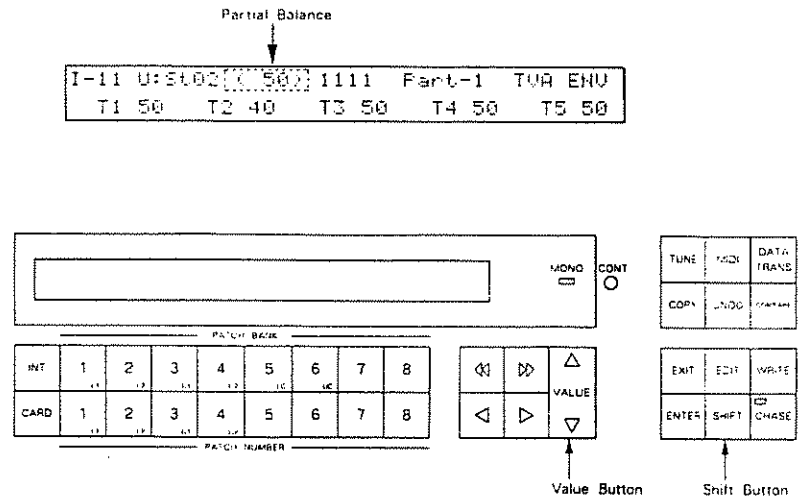 Partial Balance
I-11 U:St02( 50) 1111 Part-1 TVA ENV
T1 50 T2 40 T3 50 T4 50 T5 50
MONO CONT
TUNE MIDI DATA TRANS
COPY UNDO COMPARE
PATCH BANK
INT 1 2 3 4 5 6 7 8
VALUE
EXIT EDIT WRITE
CARD 1 2 3 4 5 6 7 8
ENTER SHIFT CHASE
PATCH NUMBER
Value Button Shift Button